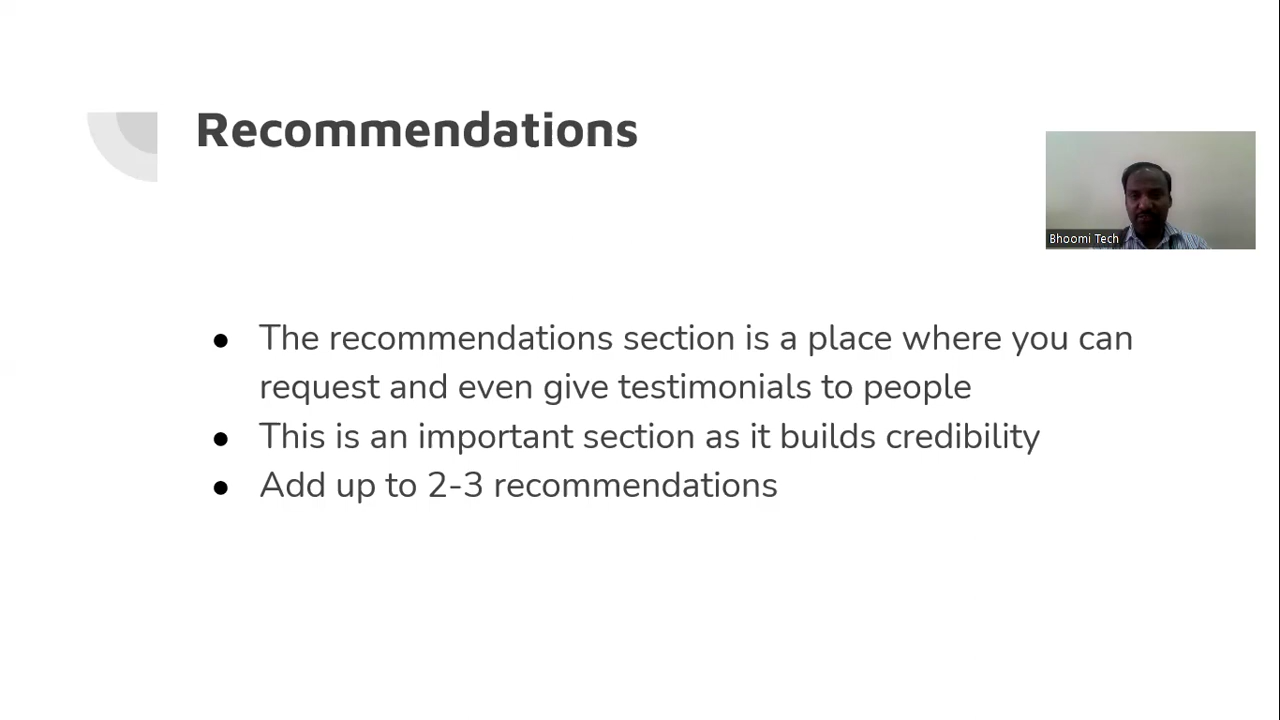 Recommendations
Bhoomi Tech
● The recommendations section is a place where you can
request and even give testimonials to people
● This is an important section as it builds credibility
● Add up to 2-3 recommendations